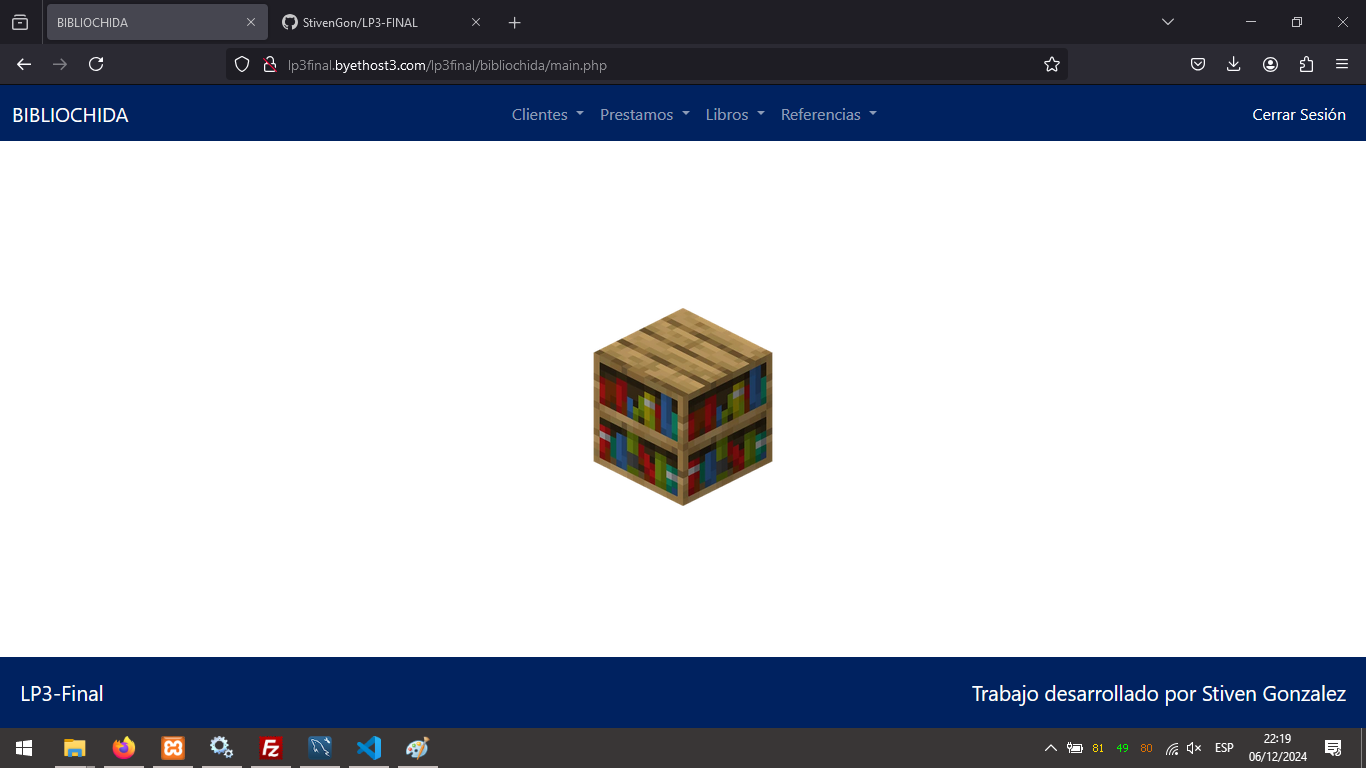 BIBLIOCHIDA
StivenGon/LP3-FINAL
lp3final.byethost3.com/lp3final/bibliochida/main.php
BIBLIOCHIDA Clientes Prestamos Libros Referencias Cerrar Sesión
LP3-Final Trabajo desarrollado por Stiven Gonzalez
Fz
81 49 80 ESP 22:19
06/12/2024